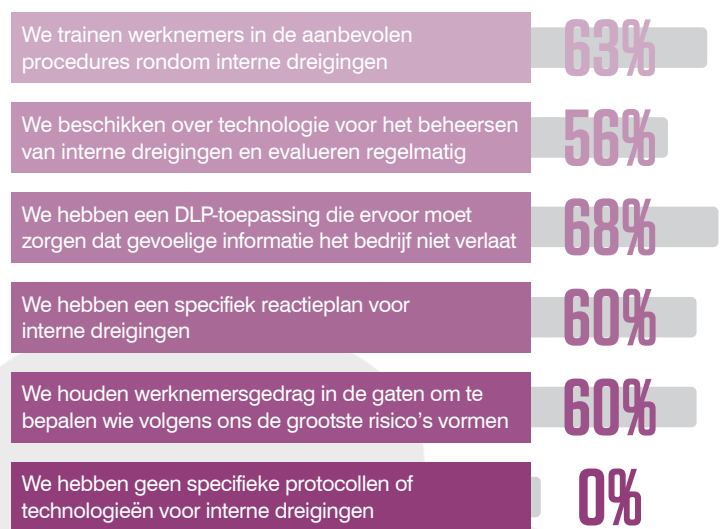 We trainen werknemers in de aanbevolen
procedures rondom interne dreigingen
63%
We beschikken over technologie voor het beheersen
van interne dreigingen en evalueren regelmatig
56%
We hebben een DLP-toepassing die ervoor moet
zorgen dat gevoelige informatie het bedrijf niet verlaat
68%
We hebben een specifiek reactieplan voor
interne dreigingen
60%
We houden werknemersgedrag in de gaten om te
bepalen wie volgens ons de grootste risico's vormen
60%
We hebben geen specifieke protocollen of
technologieën voor interne dreigingen
0%